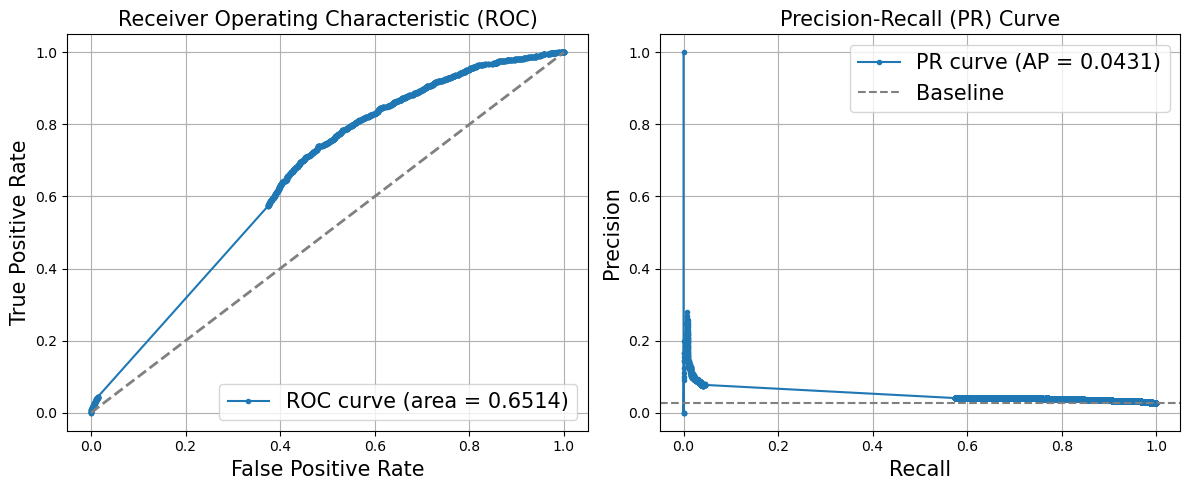 Receiver Operating Characteristic (ROC)
True Positive Rate
1.0
0.8
0.6
0.4
0.2
0.0
ROC curve (area = 0.6514)
0.0 0.2 0.4 0.6 0.8 1.0
False Positive Rate
Precision-Recall (PR) Curve
Precision
1.0
0.8
0.6
0.4
0.2
0.0
PR curve (AP = 0.0431)
Baseline
0.0 0.2 0.4 0.6 0.8 1.0
Recall